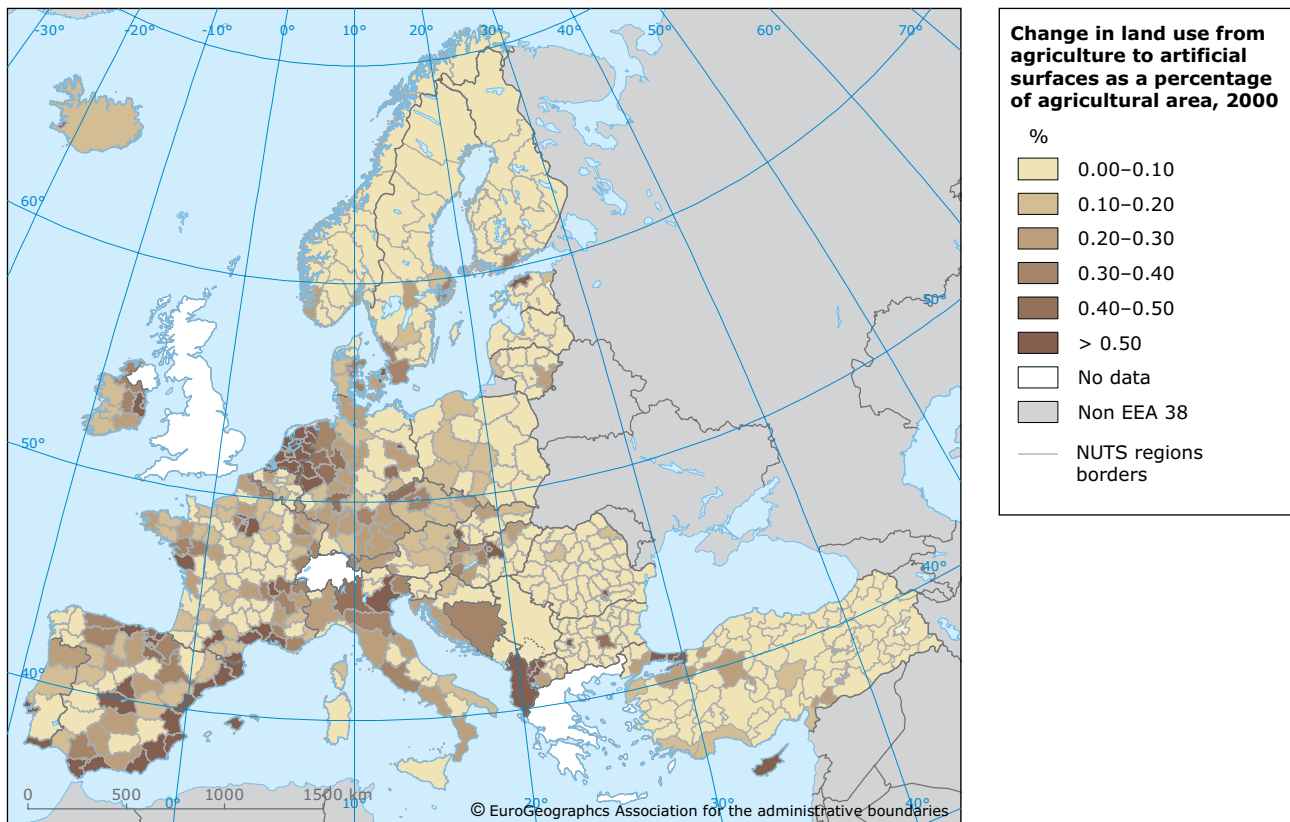 -30°
-20°
-10°
0°
10°
20°
30°
40°
50°
60°
70°
60°
50°
40°
50°
40°
0 500 1000 1500 km
0°
10°
20°
30°
40°
© EuroGeographics Association for the administrative boundaries
Change in land use from
agriculture to artificial
surfaces as a percentage
of agricultural area, 2000
%
0.00–0.10
0.10–0.20
0.20–0.30
0.30–0.40
0.40–0.50
> 0.50
No data
Non EEA 38
NUTS regions
borders